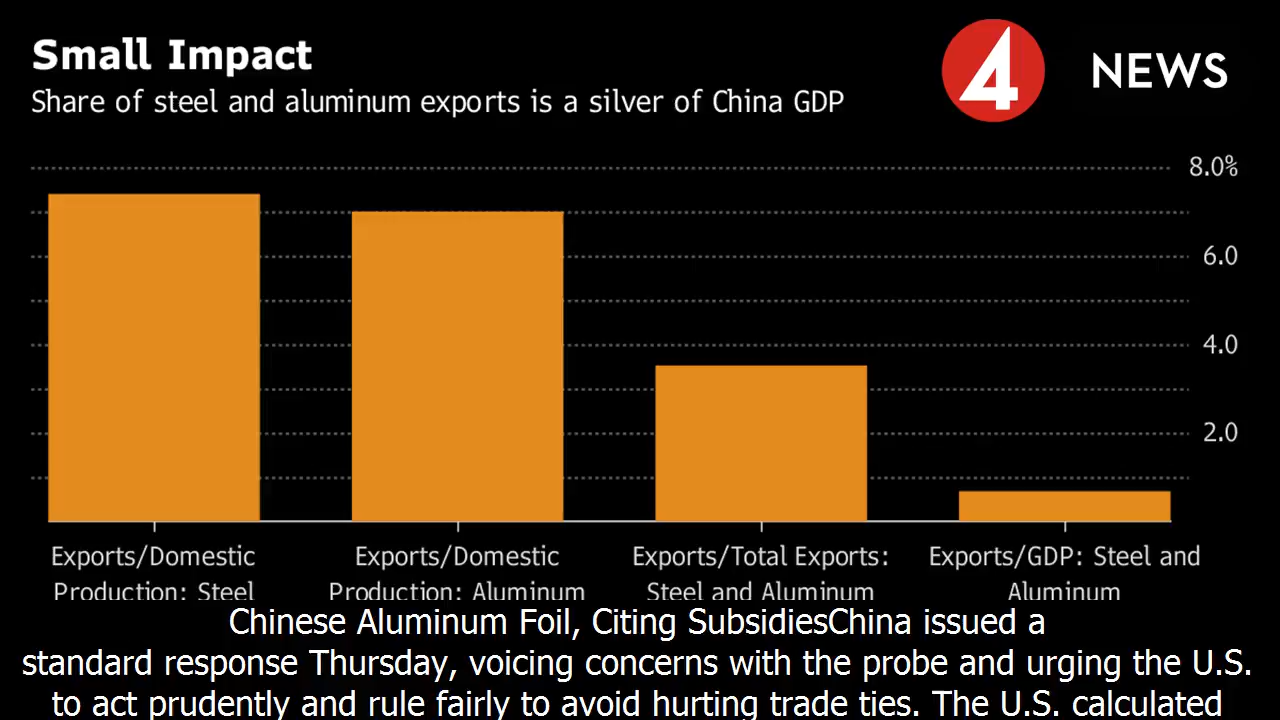 Small Impact
Share of steel and aluminum exports is a silver of China GDP
4 NEWS
8.0%
6.0
4.0
2.0
Exports/Domestic
Production: Steel
Exports/Domestic
Production: Aluminum
Exports/Total Exports:
Steel and Aluminum
Exports/GDP: Steel and
Aluminum
Chinese Aluminum Foil, Citing SubsidiesChina issued a
standard response Thursday, voicing concerns with the probe and urging the U.S.
to act prudently and rule fairly to avoid hurting trade ties. The U.S. calculated